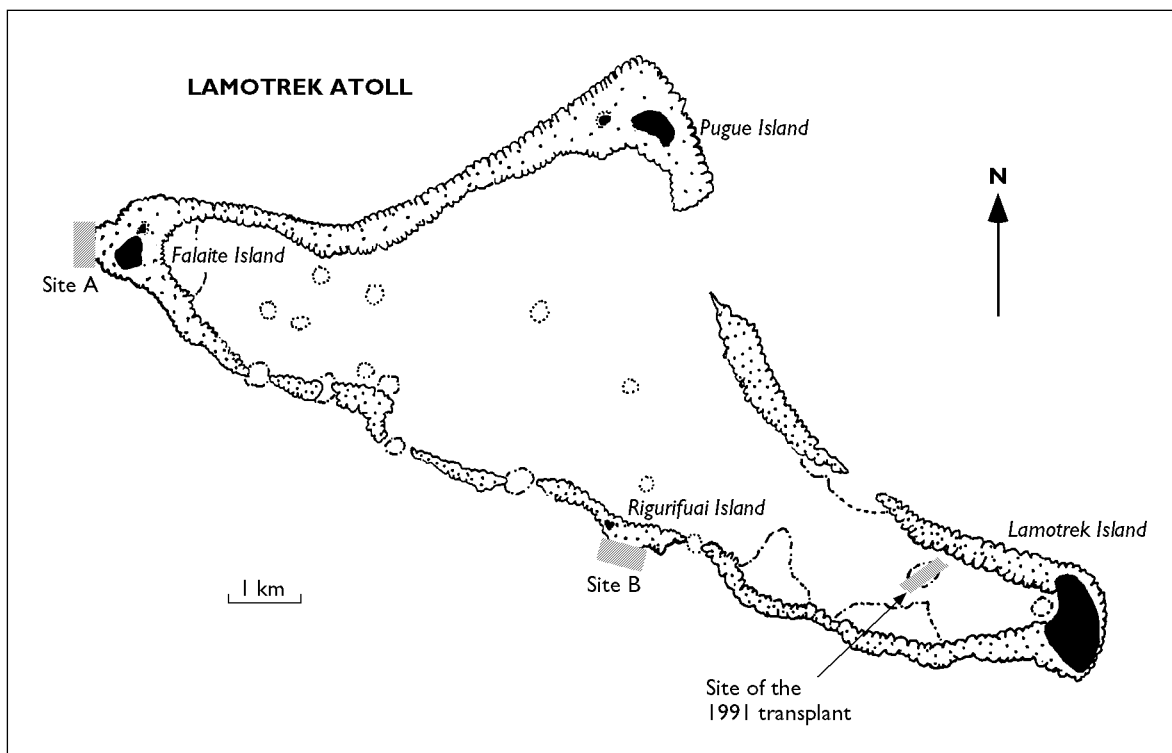 LAMOTREK ATOLL
Pugue Island
N
Falaite Island
Site A
Rigurifuai Island
Lamotrek Island
1 km
Site B
Site of the
1991 transplant